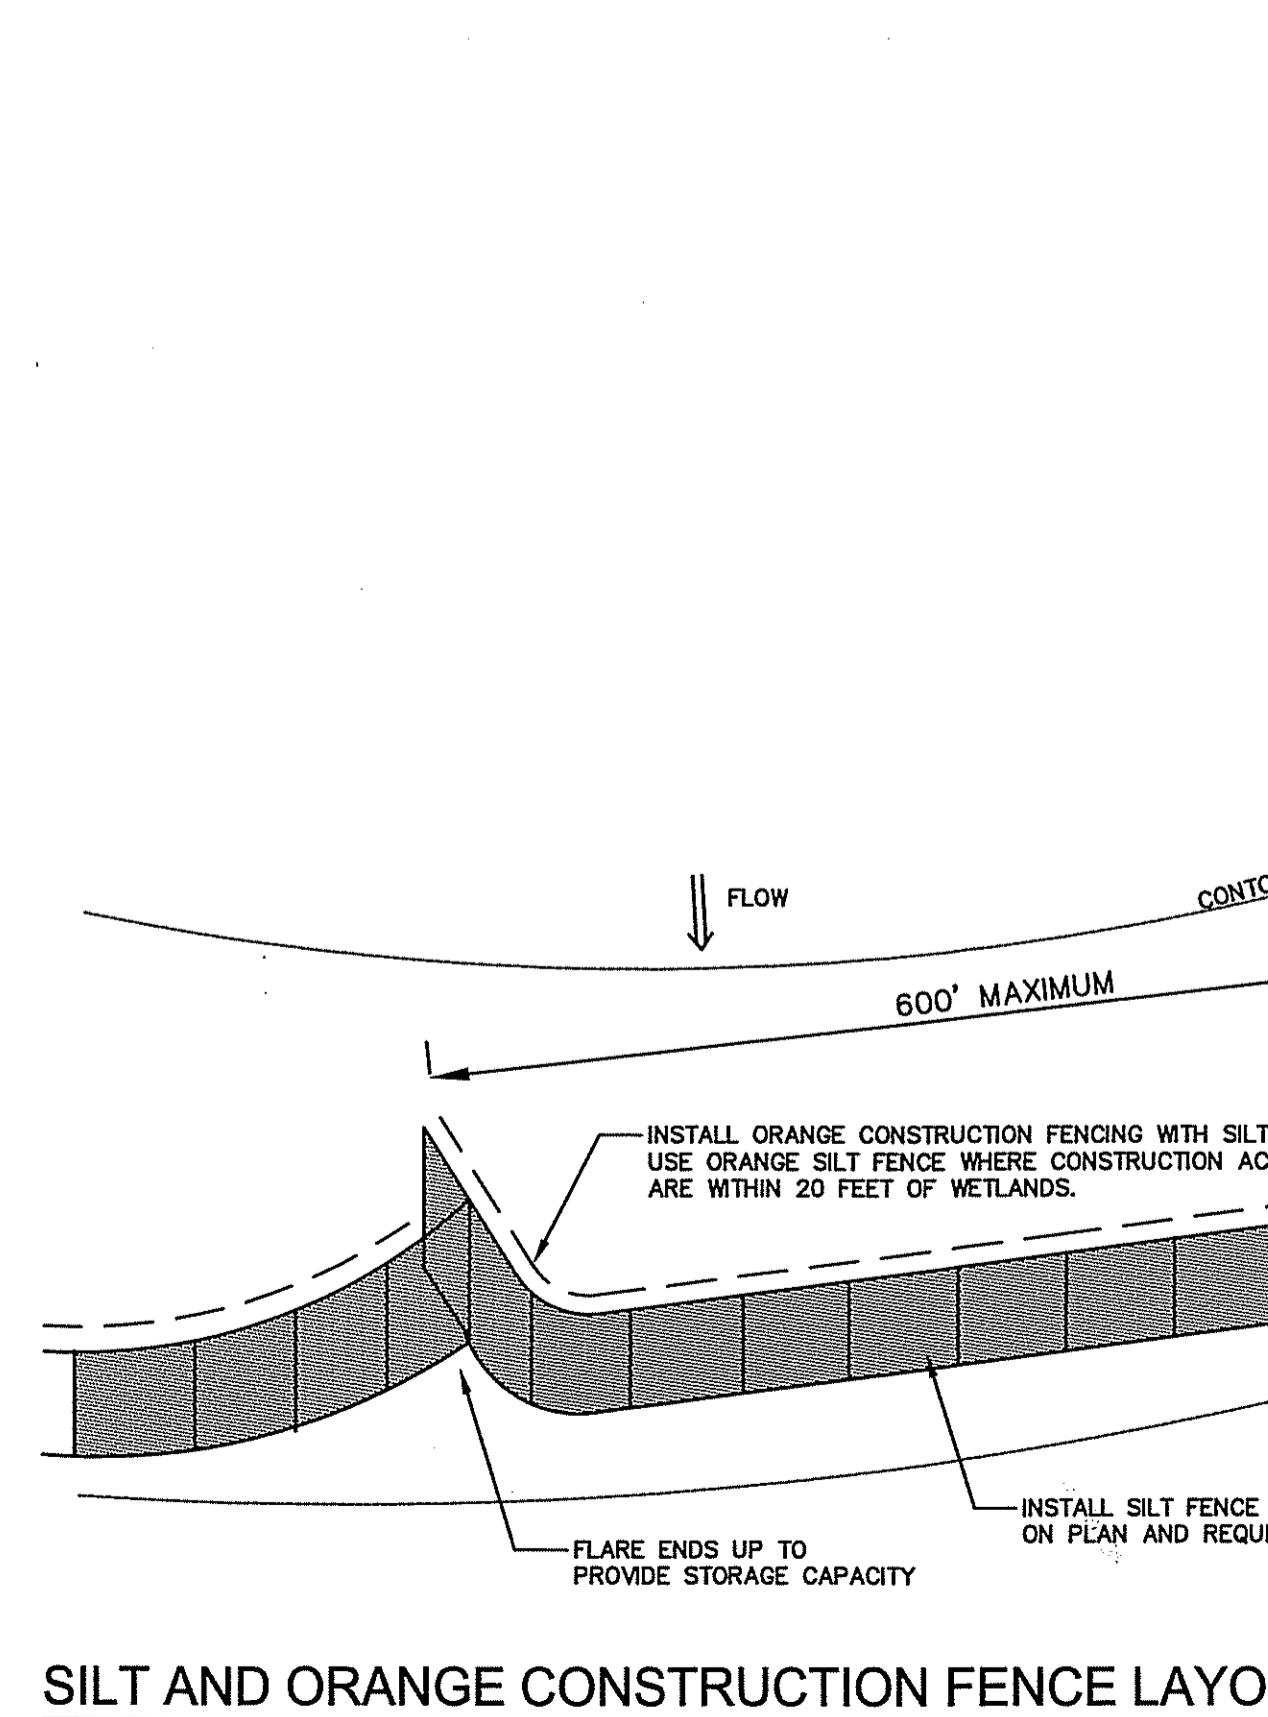 FLOW
CONTO
600' MAXIMUM
INSTALL ORANGE CONSTRUCTION FENCING WITH SILT
USE ORANGE SILT FENCE WHERE CONSTRUCTION AC
ARE WITHIN 20 FEET OF WETLANDS.
INSTALL SILT FENCE
ON PLAN AND REQUI
FLARE ENDS UP TO
PROVIDE STORAGE CAPACITY
SILT AND ORANGE CONSTRUCTION FENCE LAYO